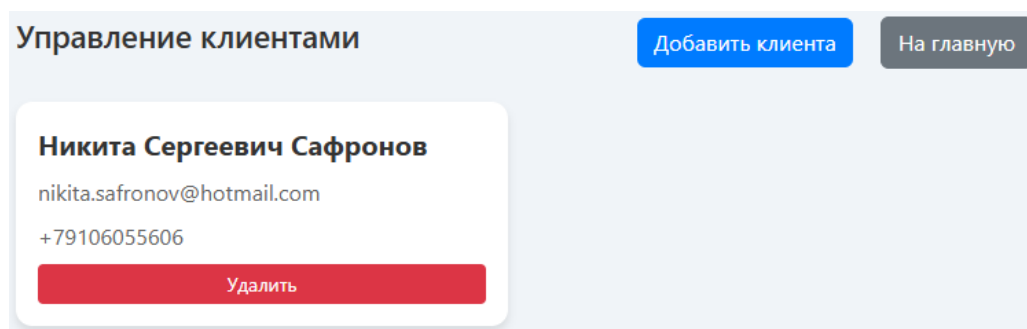 Управление клиентами
Добавить клиента
На главную
Никита Сергеевич Сафронов
nikita.safronov@hotmail.com
+79106055606
Удалить